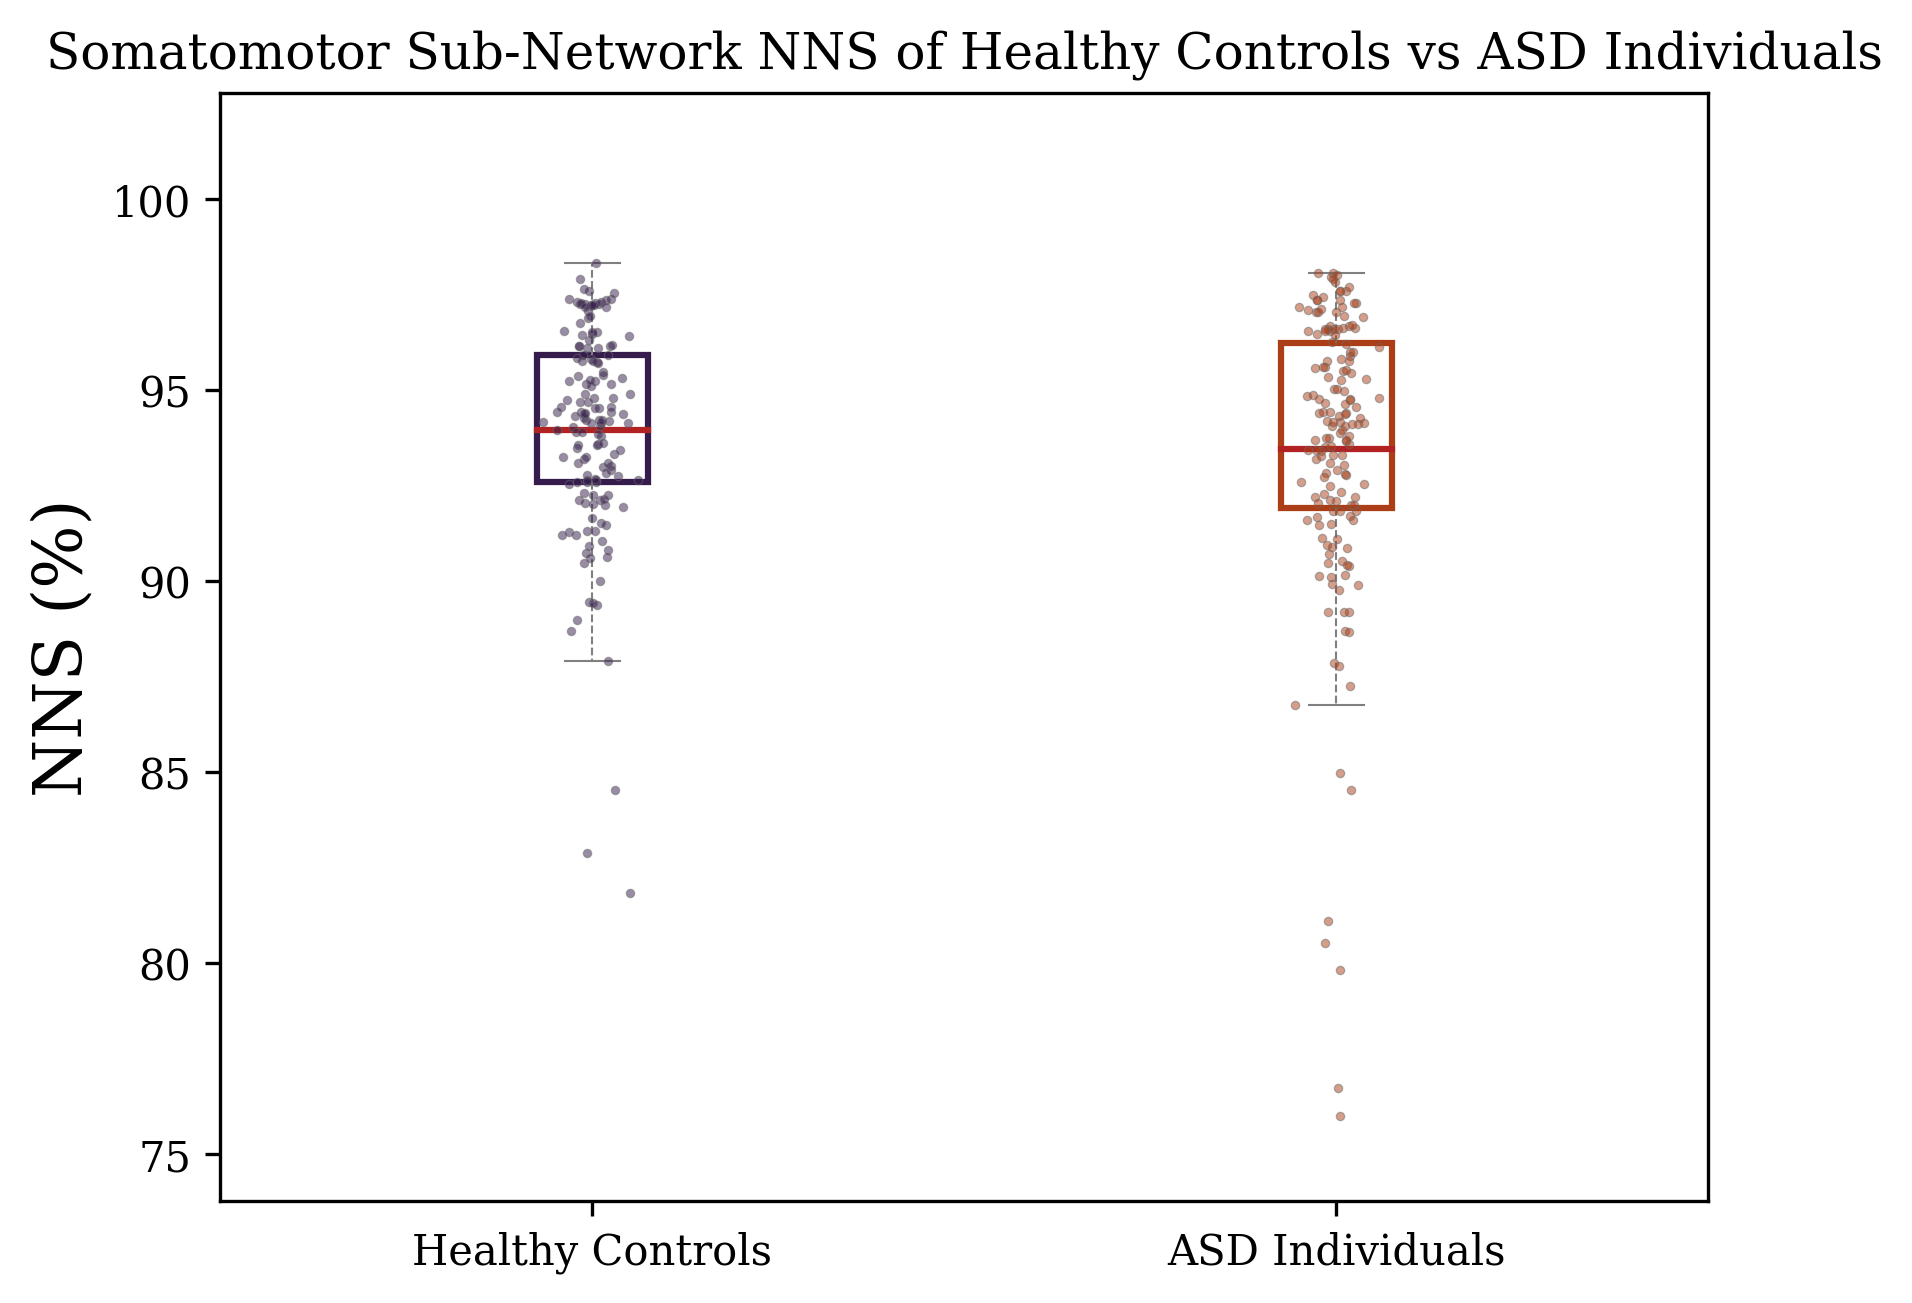 Somatomotor Sub-Network NNS of Healthy Controls vs ASD Individuals
NNS (%)
100
95
90
85
80
75
Healthy Controls
ASD Individuals